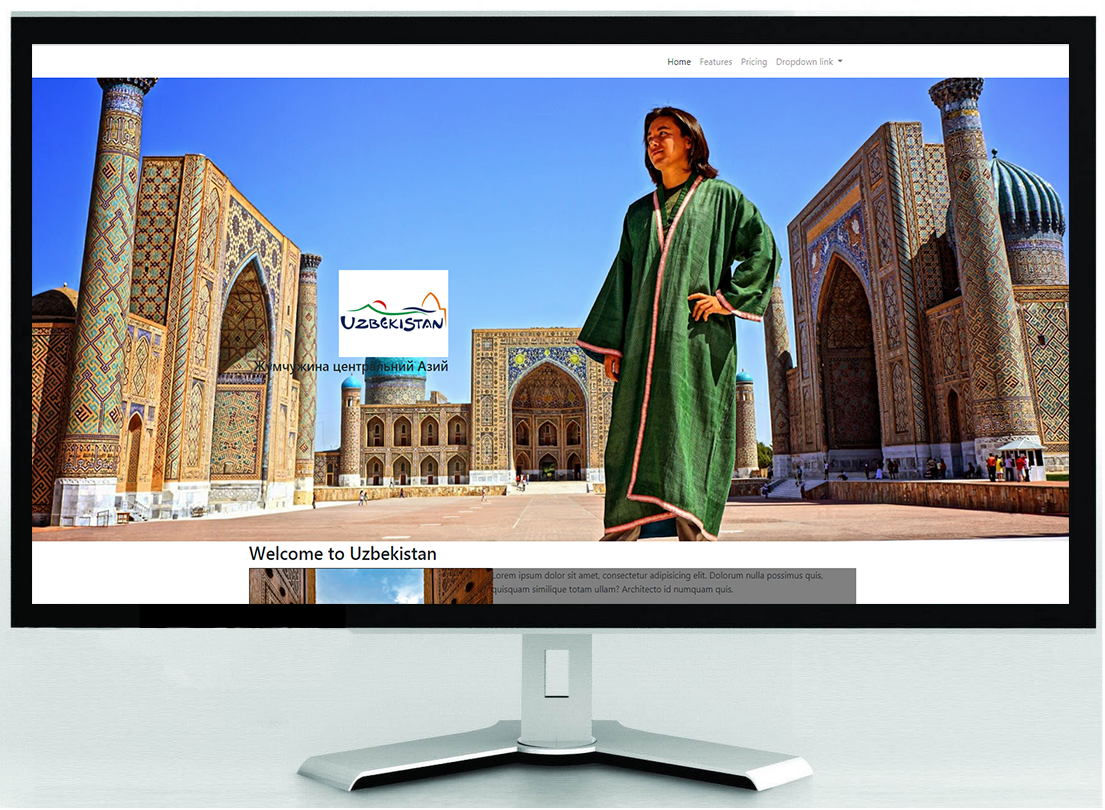 Home Features Pricing Dropdown link
UZBEKISTAN
Жумчужина центральний Азий
Welcome to Uzbekistan
Lorem ipsum dolor sit amet, consectetur adipisicing elit. Dolorum nulla possimus quis,
quisquam similique totam ullam? Architecto id numquam quis.